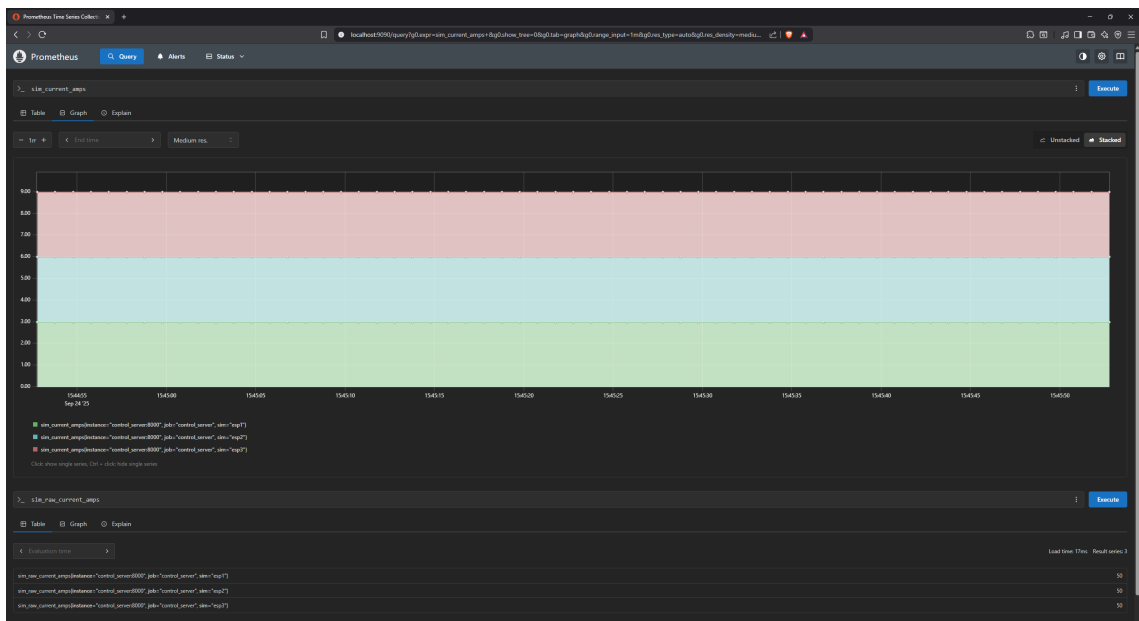 Prometheus Time Series Collecti
localhost:9090/query?g0.expr=sim_current_amps+&g0.show_tree=0&g0.tab=graph&g0.range_input=1m&g0.res_type=auto&g0.res_density=mediu...
Prometheus Query Alerts Status
>_ sim_current_amps Execute
Table Graph Explain
End time Medium res. Unstacked Stacked
9.00
8.00
7.00
6.00
5.00
4.00
3.00
2.00
1.00
0.00
15:44:55 15:45:00 15:45:05 15:45:10 15:45:15 15:45:20 15:45:25 15:45:30 15:45:35 15:45:40 15:45:45 15:45:50
Sep 24 '25
sim_current_amps{instance="control_server:8000", job="control_server", sim="esp1"}
sim_current_amps{instance="control_server:8000", job="control_server", sim="esp2"}
sim_current_amps{instance="control_server:8000", job="control_server", sim="esp3"}
Click: show single series, Ctrl + click: hide single series
>_ sim_raw_current_amps Execute
Table Graph Explain
Evaluation time Load time: 17ms Result series: 3
sim_raw_current_amps{instance="control_server:8000", job="control_server", sim="esp1"} 50
sim_raw_current_amps{instance="control_server:8000", job="control_server", sim="esp2"} 50
sim_raw_current_amps{instance="control_server:8000", job="control_server", sim="esp3"} 50